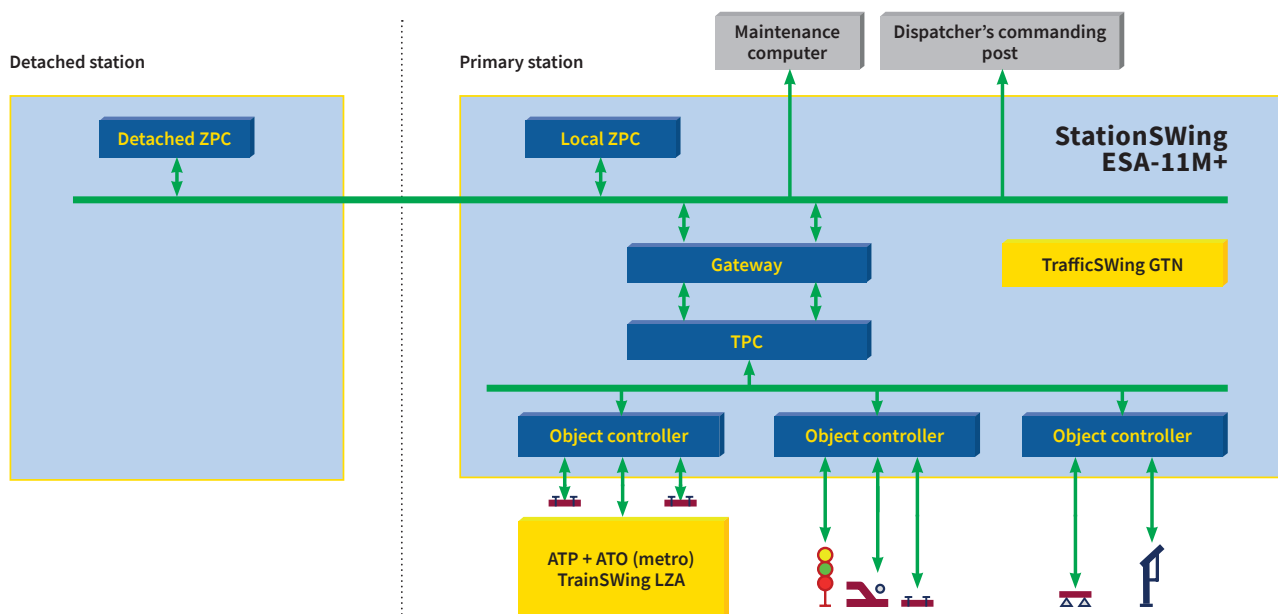 Maintenance
computer
Dispatcher's commanding
post
Detached station
Primary station
Detached ZPC
Local ZPC
StationSWing
ESA-11M+
Gateway
TrafficSWing GTN
TPC
Object controller
Object controller
Object controller
ATP + ATO (metro)
TrainSWing LZA